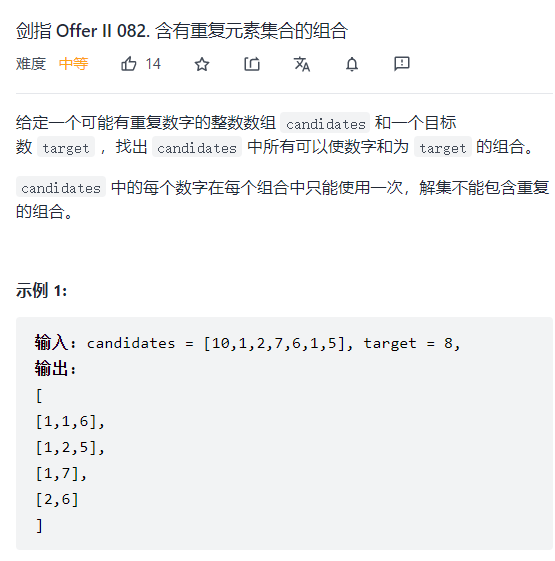 剑指 Offer II 082. 含有重复元素集合的组合
难度 中等 14
给定一个可能有重复数字的整数数组 candidates 和一个目标
数 target ，找出 candidates 中所有可以使数字和为 target 的组合。
candidates 中的每个数字在每个组合中只能使用一次，解集不能包含重复
的组合。
示例 1:
输入: candidates = [10,1,2,7,6,1,5], target = 8,
输出:
[
[1,1,6],
[1,2,5],
[1,7],
[2,6]
]